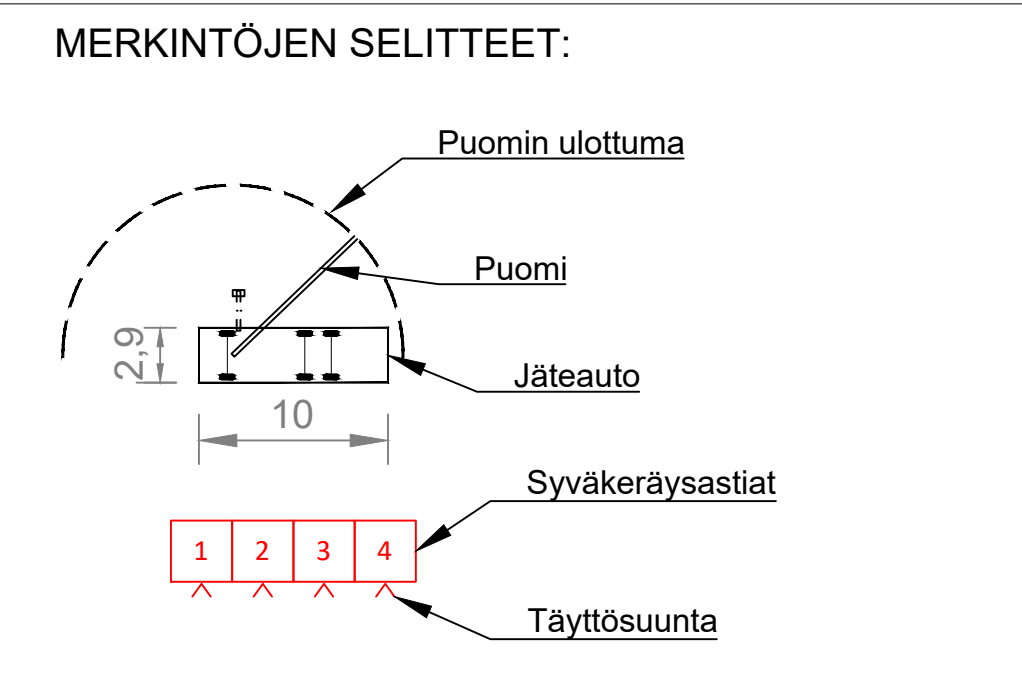 MERKINTÖJEN SELITTEET:
Puomin ulottuma
Puomi
2,9
Jäteauto
10
Syväkeräysastiat
1 2 3 4
Täyttösuunta